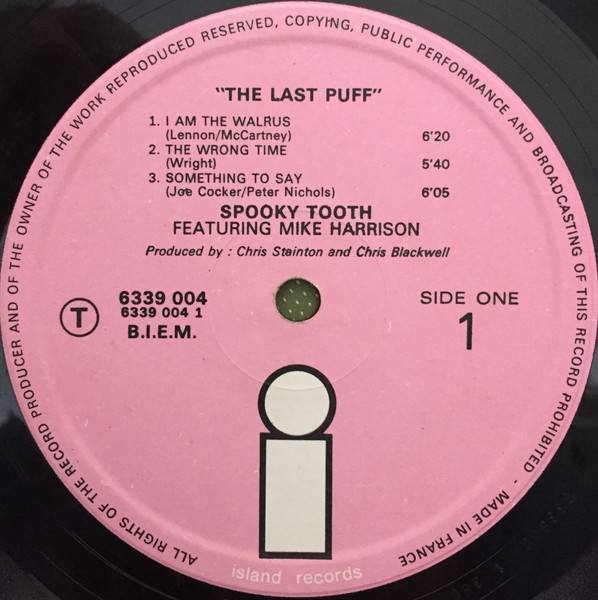 ALL RIGHTS OF THE RECORD PRODUCER AND OF THE OWNER OF THE WORK REPRODUCED RESERVED, COPYING, PUBLIC PERFORMANCE AND BROADCASTING OF THIS RECORD PROHIBITED - MADE IN FRANCE
"THE LAST PUFF"
1. I AM THE WALRUS
(Lennon/McCartney) 6'20
2. THE WRONG TIME
(Wright) 5'40
3. SOMETHING TO SAY
(Joe Cocker/Peter Nichols) 6'05
SPOOKY TOOTH
FEATURING MIKE HARRISON
Produced by : Chris Stainton and Chris Blackwell
6339 004 SIDE ONE
6339 004 1 1
T B.I.E.M.
i
island records